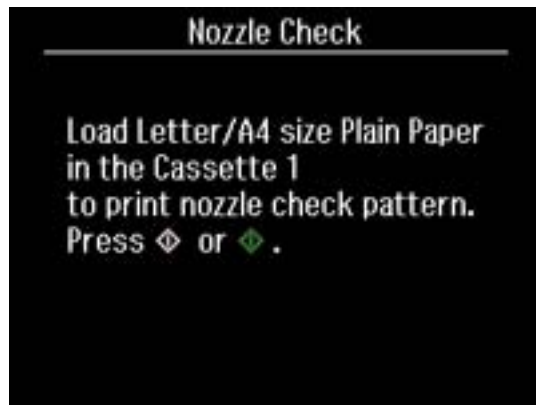 Nozzle Check
Load Letter/A4 size Plain Paper
in the Cassette 1
to print nozzle check pattern.
Press or .